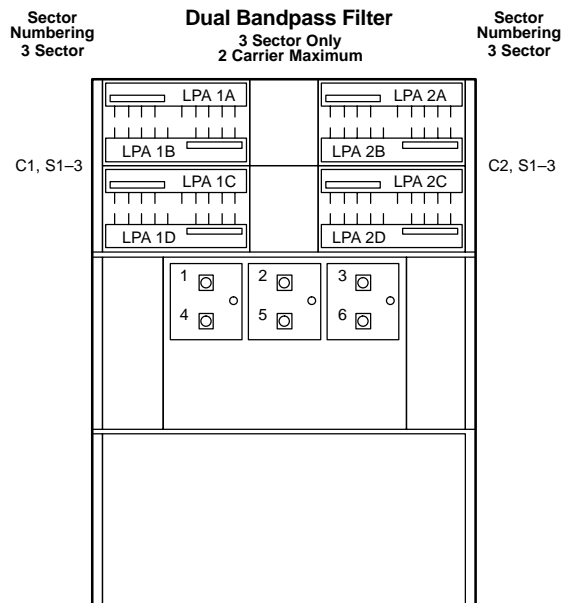 Sector
Numbering
3 Sector
Dual Bandpass Filter
3 Sector Only
2 Carrier Maximum
Sector
Numbering
3 Sector
LPA 1A
LPA 2A
LPA 1B
LPA 2B
C1, S1–3
C2, S1–3
LPA 1C
LPA 2C
LPA 1D
LPA 2D
1
2
3
4
5
6